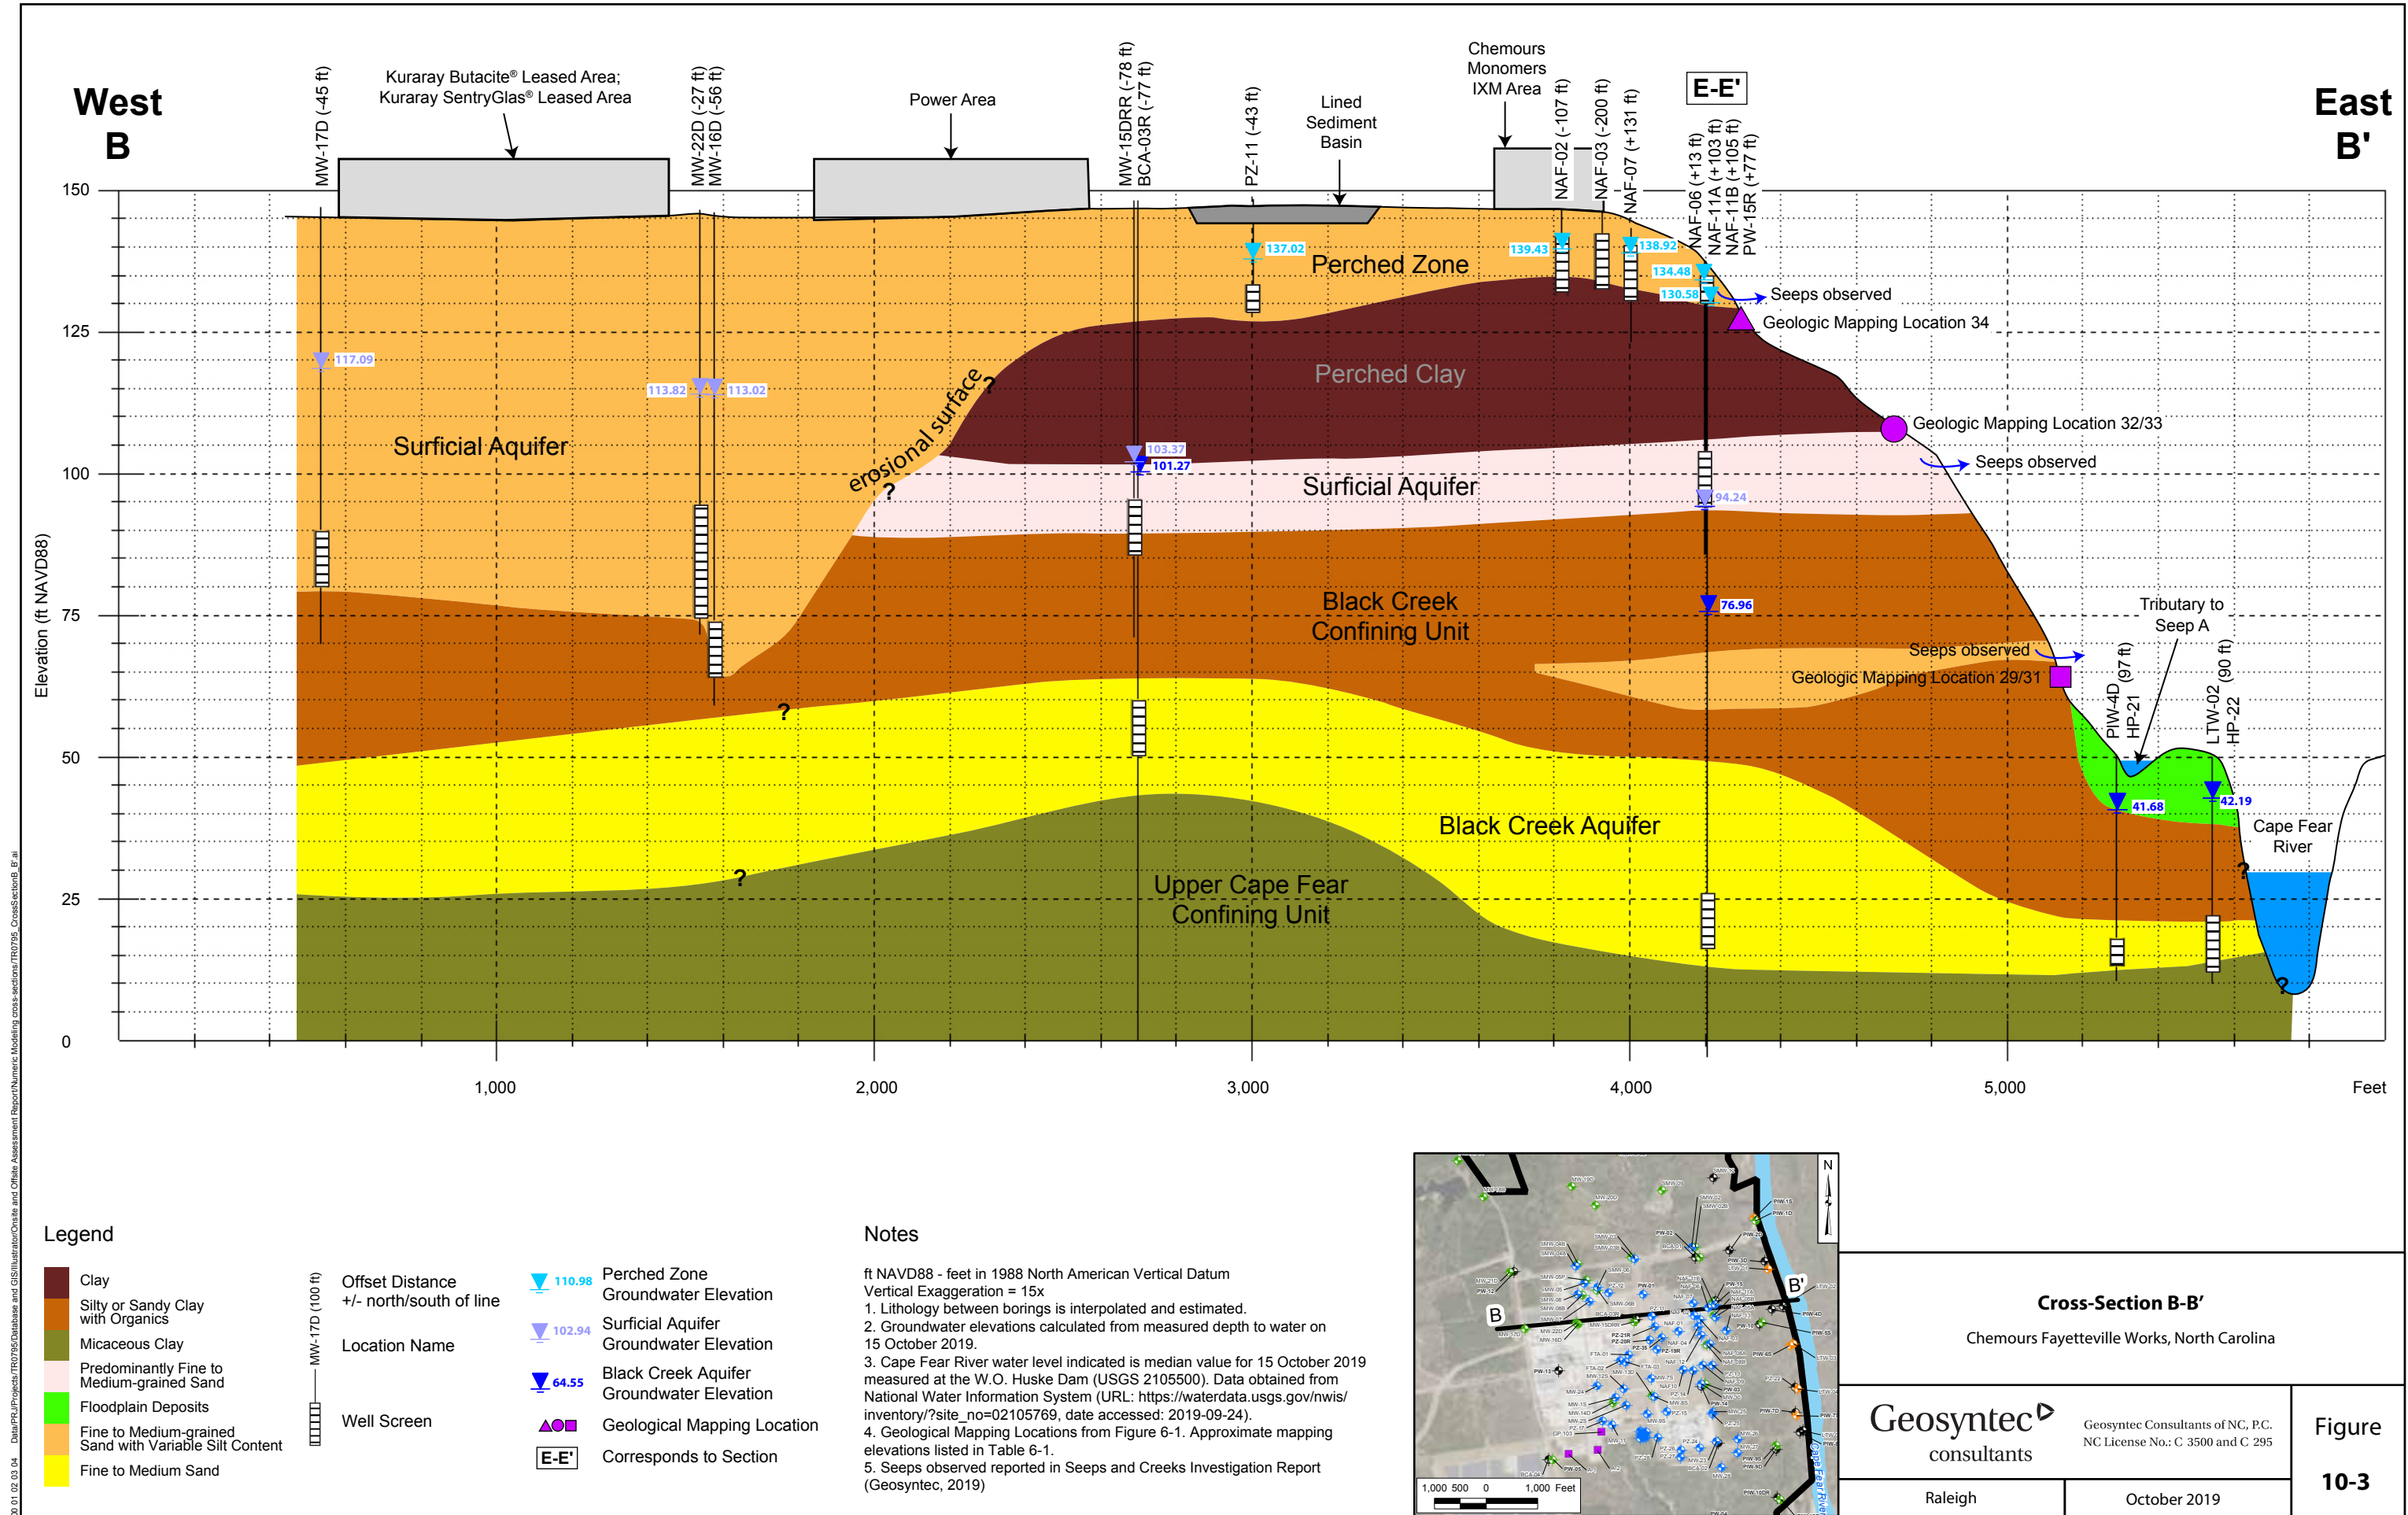 West
B
East
B'
MW-17D (-45 ft)
Kuraray Butacite® Leased Area;
Kuraray SentryGlas® Leased Area
MW-22D (-27 ft)
MW-16D (-56 ft)
Power Area
MW-15DRR (-78 ft)
BCA-03R (-77 ft)
PZ-11 (-43 ft)
Lined
Sediment
Basin
Chemours
Monomers
IXM Area
NAF-02 (-107 ft)
NAF-03 (-200 ft)
NAF-07 (+131 ft)
E-E'
NAF-06 (+13 ft)
NAF-11A (+103 ft)
NAF-11B (+105 ft)
PW-15R (+77 ft)
150
125
100
75
50
25
0
Elevation (ft NAVD88)
137.02
139.43
138.92
134.48
130.58
Perched Zone
Seeps observed
Geologic Mapping Location 34
117.09
113.82
113.02
Perched Clay
erosional surface
?
?
Surficial Aquifer
103.37
101.27
Geologic Mapping Location 32/33
Seeps observed
Surficial Aquifer
94.24
Black Creek
Confining Unit
76.96
Tributary to
Seep A
Seeps observed
Geologic Mapping Location 29/31
PIW-4D (97 ft)
HP-21
LTW-02 (90 ft)
HP-22
?
41.68
42.19
Black Creek Aquifer
Cape Fear
River
?
?
Upper Cape Fear
Confining Unit
?
1,000
2,000
3,000
4,000
5,000
Feet
Legend
Clay
Silty or Sandy Clay
with Organics
Micaceous Clay
Predominantly Fine to
Medium-grained Sand
Floodplain Deposits
Fine to Medium-grained
Sand with Variable Silt Content
Fine to Medium Sand
MW-17D (100 ft)
Offset Distance
+/- north/south of line
Location Name
Well Screen
110.98
Perched Zone
Groundwater Elevation
102.94
Surficial Aquifer
Groundwater Elevation
64.55
Black Creek Aquifer
Groundwater Elevation
Geological Mapping Location
E-E'
Corresponds to Section
Notes
ft NAVD88 - feet in 1988 North American Vertical Datum
Vertical Exaggeration = 15x
1. Lithology between borings is interpolated and estimated.
2. Groundwater elevations calculated from measured depth to water on
15 October 2019.
3. Cape Fear River water level indicated is median value for 15 October 2019
measured at the W.O. Huske Dam (USGS 2105500). Data obtained from
National Water Information System (URL: https://waterdata.usgs.gov/nwis/
inventory/?site_no=02105769, date accessed: 2019-09-24).
4. Geological Mapping Locations from Figure 6-1. Approximate mapping
elevations listed in Table 6-1.
5. Seeps observed reported in Seeps and Creeks Investigation Report
(Geosyntec, 2019)
N
B
B'
Cape Fear River
1,000 500 0 1,000 Feet
Cross-Section B-B’
Chemours Fayetteville Works, North Carolina
Geosyntec
consultants
Geosyntec Consultants of NC, P.C.
NC License No.: C 3500 and C 295
Figure
10-3
Raleigh
October 2019